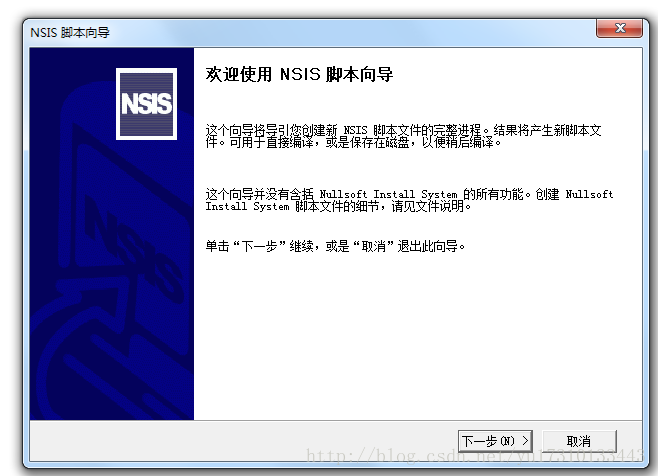 NSIS 脚本向导
NSIS
欢迎使用 NSIS 脚本向导
这个向导将导引您创建新 NSIS 脚本文件的完整进程。结果将产生新脚本文
件。可用于直接编译，或是保存在磁盘，以便稍后编译。
这个向导并没有含括 Nullsoft Install System 的所有功能。创建 Nullsoft
Install System 脚本文件的细节，请见文件说明。
单击“下一步”继续，或是“取消”退出此向导。
NSIS
下一步(N) >
取消